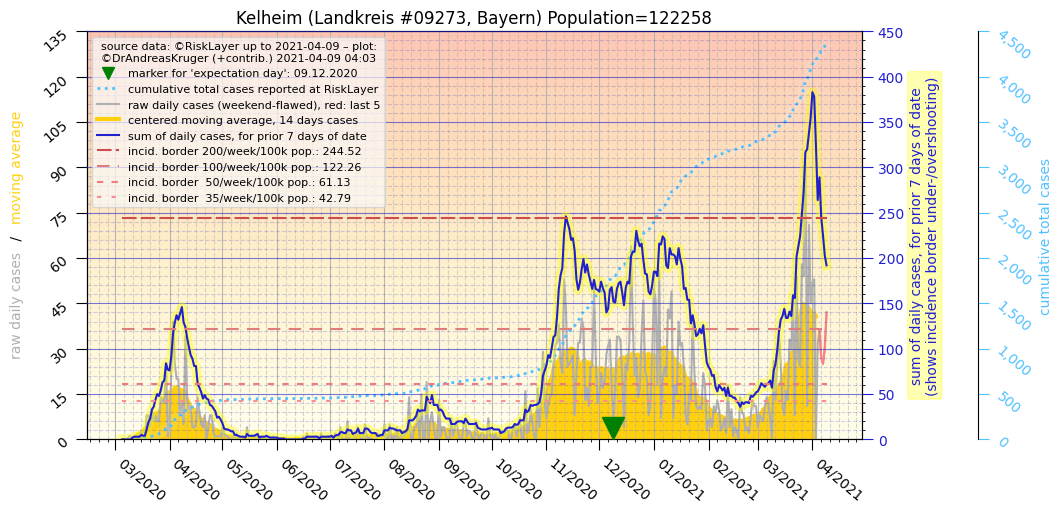 Kelheim (Landkreis #09273, Bayern) Population=122258
source data: ©RiskLayer up to 2021-04-09 – plot:
©DrAndreasKruger (+contrib.) 2021-04-09 04:03
marker for 'expectation day': 09.12.2020
cumulative total cases reported at RiskLayer
raw daily cases (weekend-flawed), red: last 5
centered moving average, 14 days cases
sum of daily cases, for prior 7 days of date
incid. border 200/week/100k pop.: 244.52
incid. border 100/week/100k pop.: 122.26
incid. border  50/week/100k pop.: 61.13
incid. border  35/week/100k pop.: 42.79
raw daily cases  /  moving average
135
120
105
90
75
60
45
30
15
0
03/2020
04/2020
05/2020
06/2020
07/2020
08/2020
09/2020
10/2020
11/2020
12/2020
01/2021
02/2021
03/2021
04/2021
450
400
350
300
250
200
150
100
50
0
sum of daily cases, for prior 7 days of date
(shows incidence border under-/overshooting)
4,500
4,000
3,500
3,000
2,500
2,000
1,500
1,000
500
0
cumulative total cases